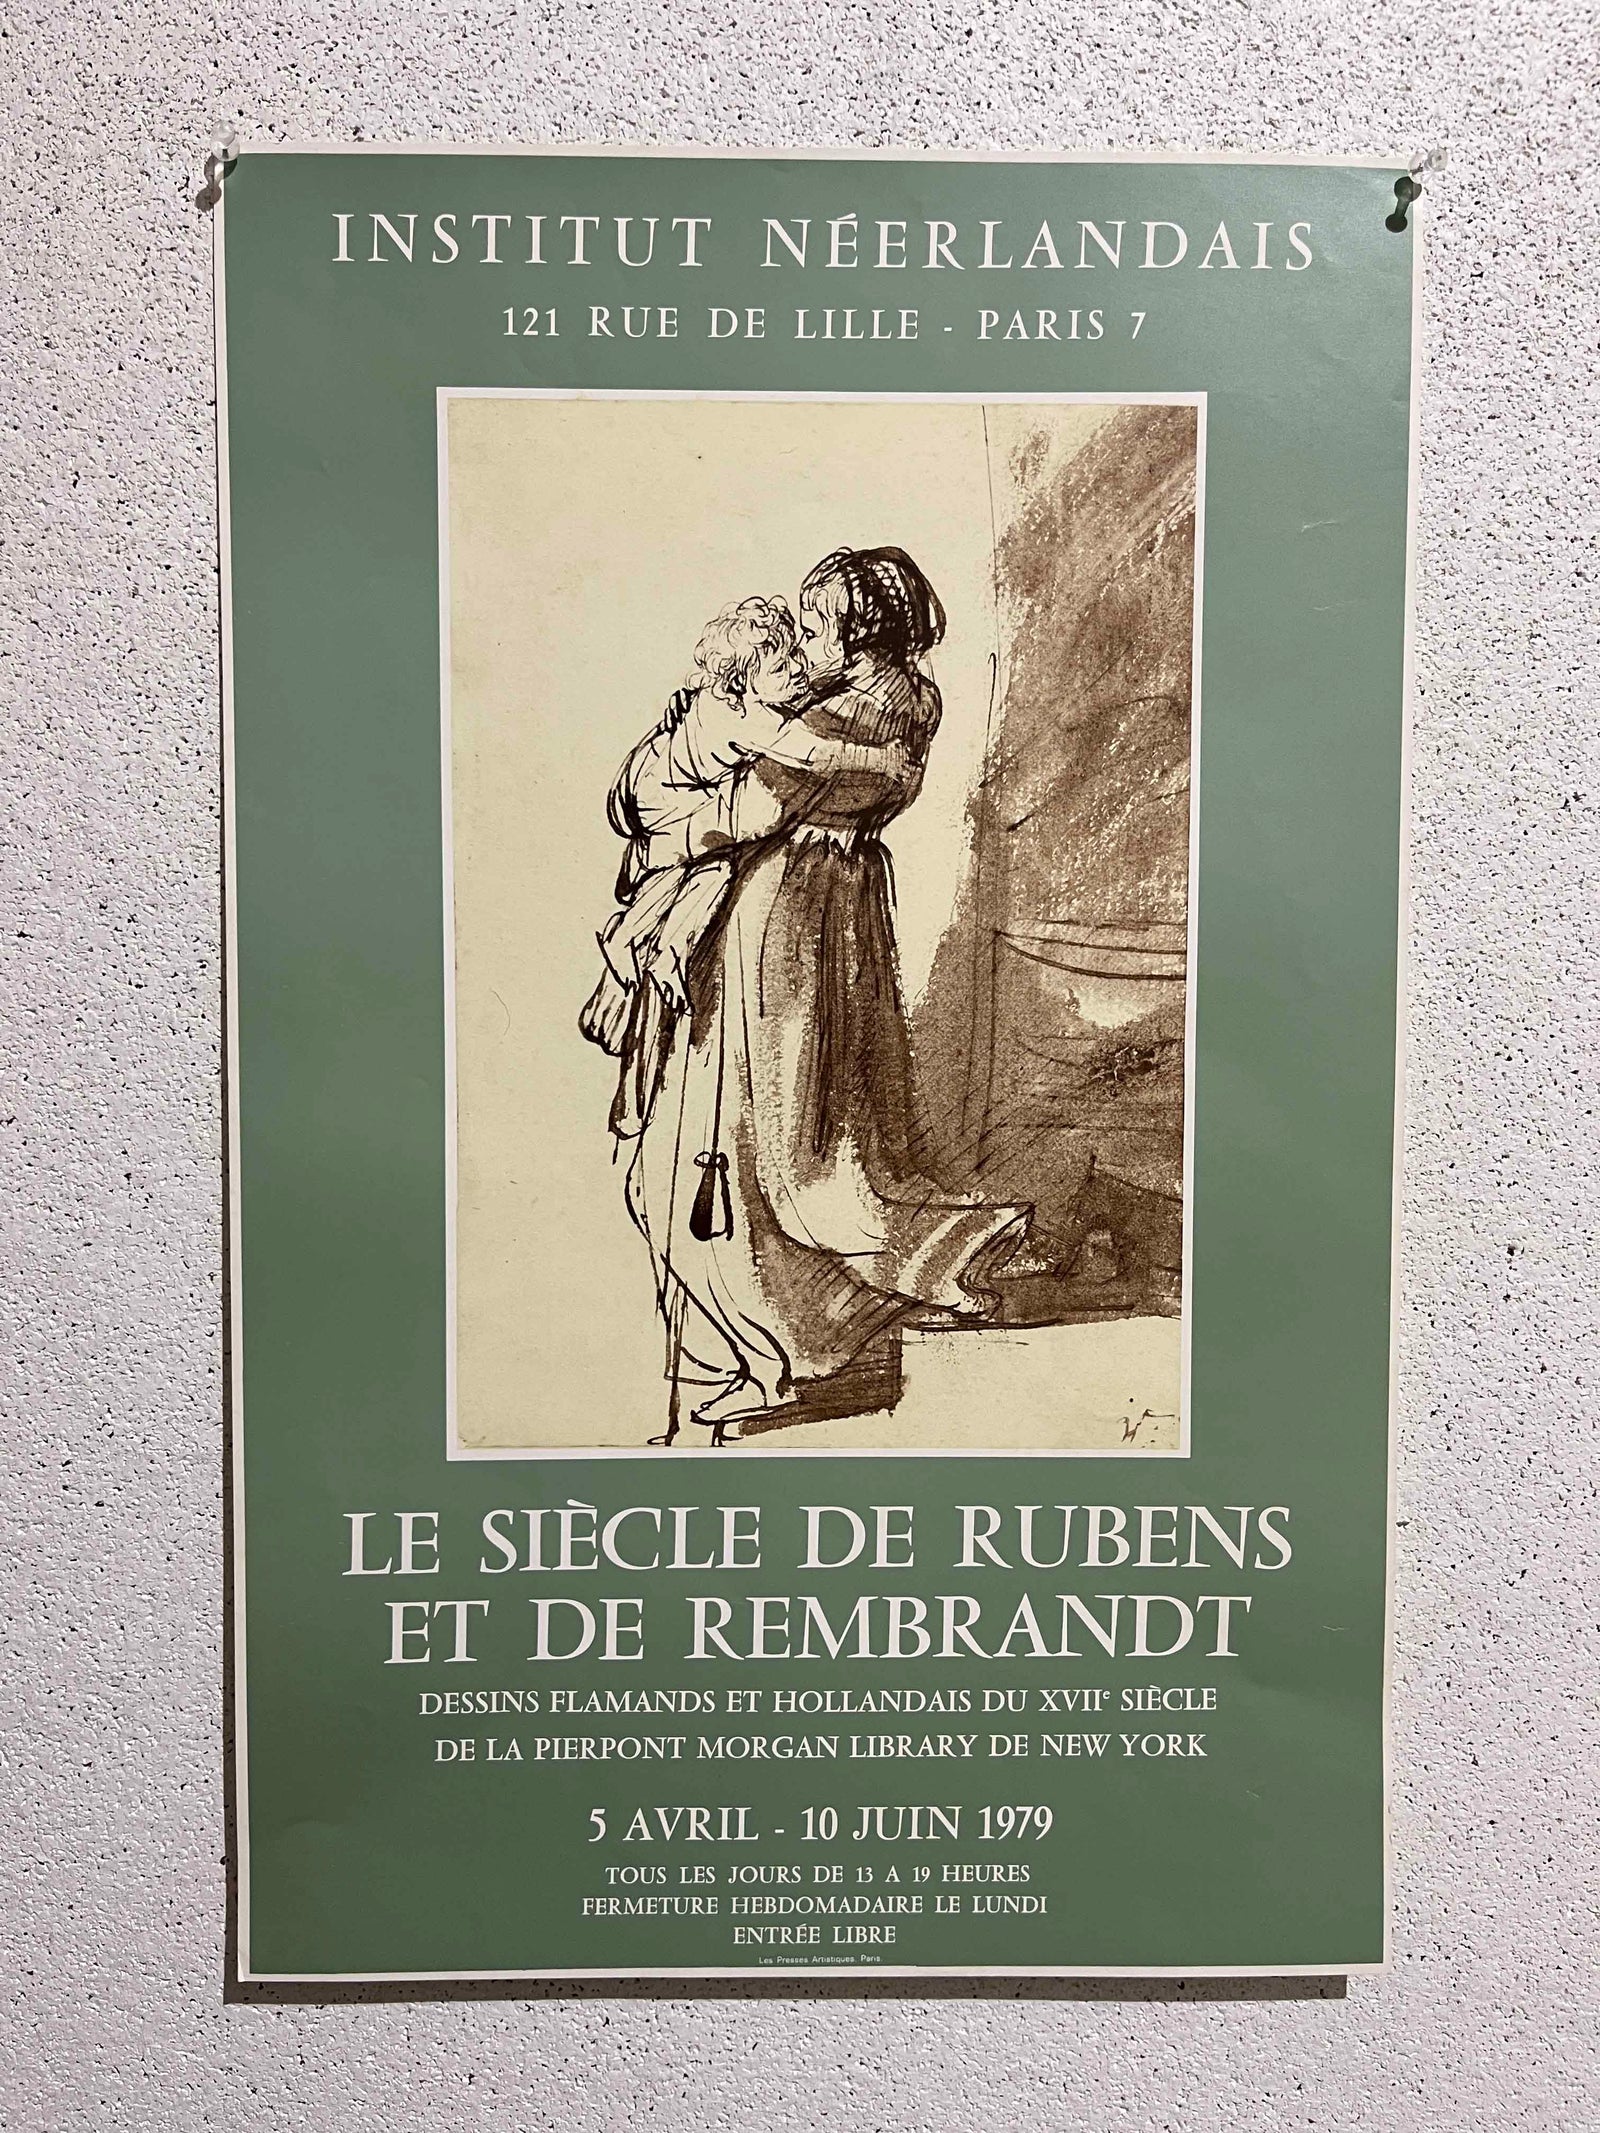 INSTITUT NÉERLANDAIS
121 RUE DE LILLE - PARIS 7
LE SIÈCLE DE RUBENS
ET DE REMBRANDT
DESSINS FLAMANDS ET HOLLANDAIS DU XVIIe SIÈCLE
DE LA PIERPONT MORGAN LIBRARY DE NEW YORK
5 AVRIL - 10 JUIN 1979
TOUS LES JOURS DE 13 A 19 HEURES
FERMETURE HEBDOMADAIRE LE LUNDI
ENTRÉE LIBRE
Les Presses Artistiques. Paris.